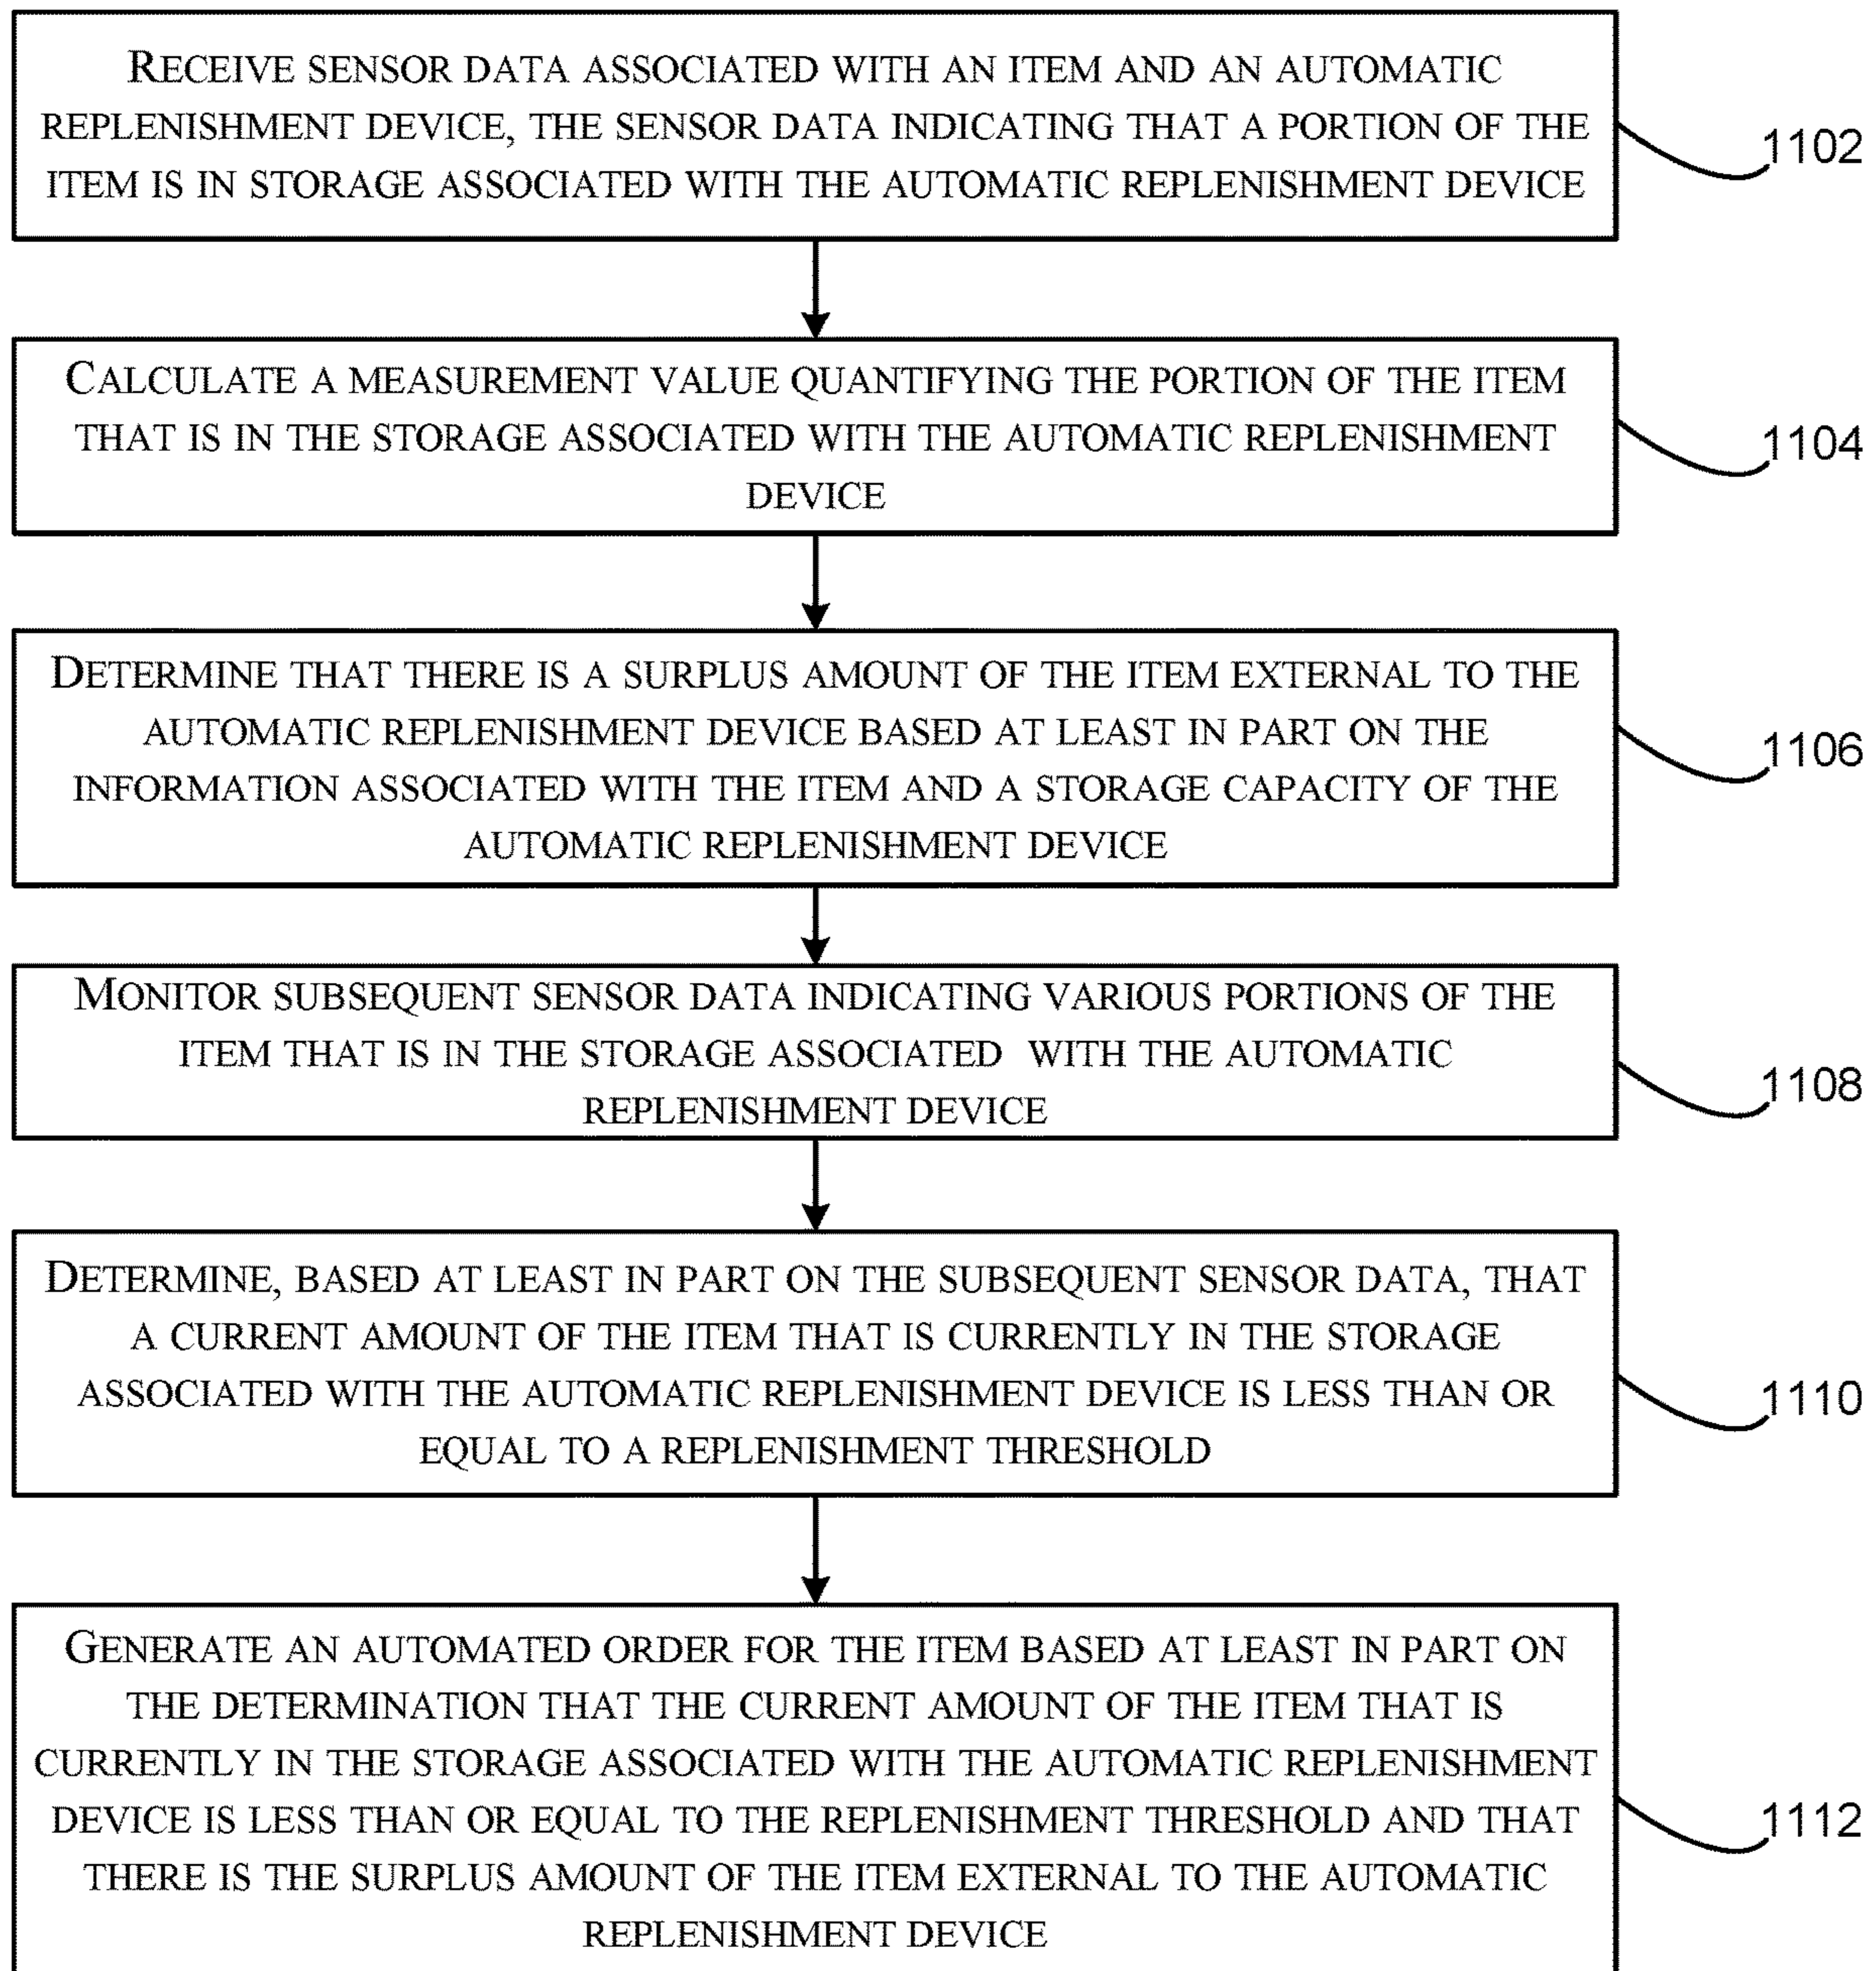 RECEIVE SENSOR DATA ASSOCIATED WITH AN ITEM AND AN AUTOMATIC
REPLENISHMENT DEVICE, THE SENSOR DATA INDICATING THAT A PORTION OF THE
ITEM IS IN STORAGE ASSOCIATED WITH THE AUTOMATIC REPLENISHMENT DEVICE
1102
CALCULATE A MEASUREMENT VALUE QUANTIFYING THE PORTION OF THE ITEM
THAT IS IN THE STORAGE ASSOCIATED WITH THE AUTOMATIC REPLENISHMENT
DEVICE
1104
DETERMINE THAT THERE IS A SURPLUS AMOUNT OF THE ITEM EXTERNAL TO THE
AUTOMATIC REPLENISHMENT DEVICE BASED AT LEAST IN PART ON THE
INFORMATION ASSOCIATED WITH THE ITEM AND A STORAGE CAPACITY OF THE
AUTOMATIC REPLENISHMENT DEVICE
1106
MONITOR SUBSEQUENT SENSOR DATA INDICATING VARIOUS PORTIONS OF THE
ITEM THAT IS IN THE STORAGE ASSOCIATED WITH THE AUTOMATIC
REPLENISHMENT DEVICE
1108
DETERMINE, BASED AT LEAST IN PART ON THE SUBSEQUENT SENSOR DATA, THAT
A CURRENT AMOUNT OF THE ITEM THAT IS CURRENTLY IN THE STORAGE
ASSOCIATED WITH THE AUTOMATIC REPLENISHMENT DEVICE IS LESS THAN OR
EQUAL TO A REPLENISHMENT THRESHOLD
1110
GENERATE AN AUTOMATED ORDER FOR THE ITEM BASED AT LEAST IN PART ON
THE DETERMINATION THAT THE CURRENT AMOUNT OF THE ITEM THAT IS
CURRENTLY IN THE STORAGE ASSOCIATED WITH THE AUTOMATIC REPLENISHMENT
DEVICE IS LESS THAN OR EQUAL TO THE REPLENISHMENT THRESHOLD AND THAT
THERE IS THE SURPLUS AMOUNT OF THE ITEM EXTERNAL TO THE AUTOMATIC
REPLENISHMENT DEVICE
1112